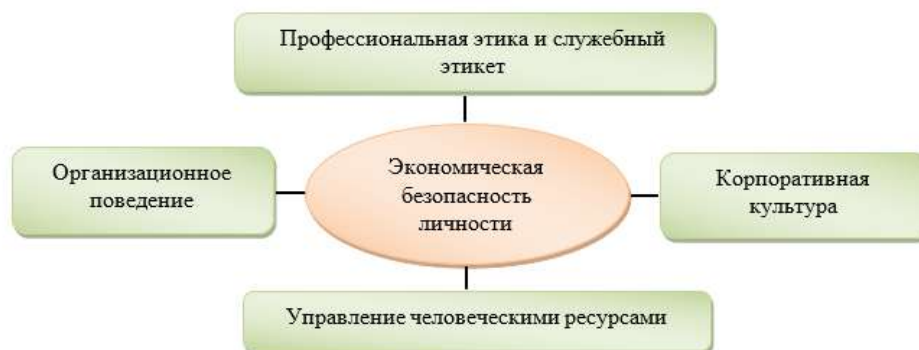 Профессиональная этика и служебный
этикет
Организационное
поведение
Экономическая
безопасность
личности
Корпоративная
культура
Управление человеческими ресурсами